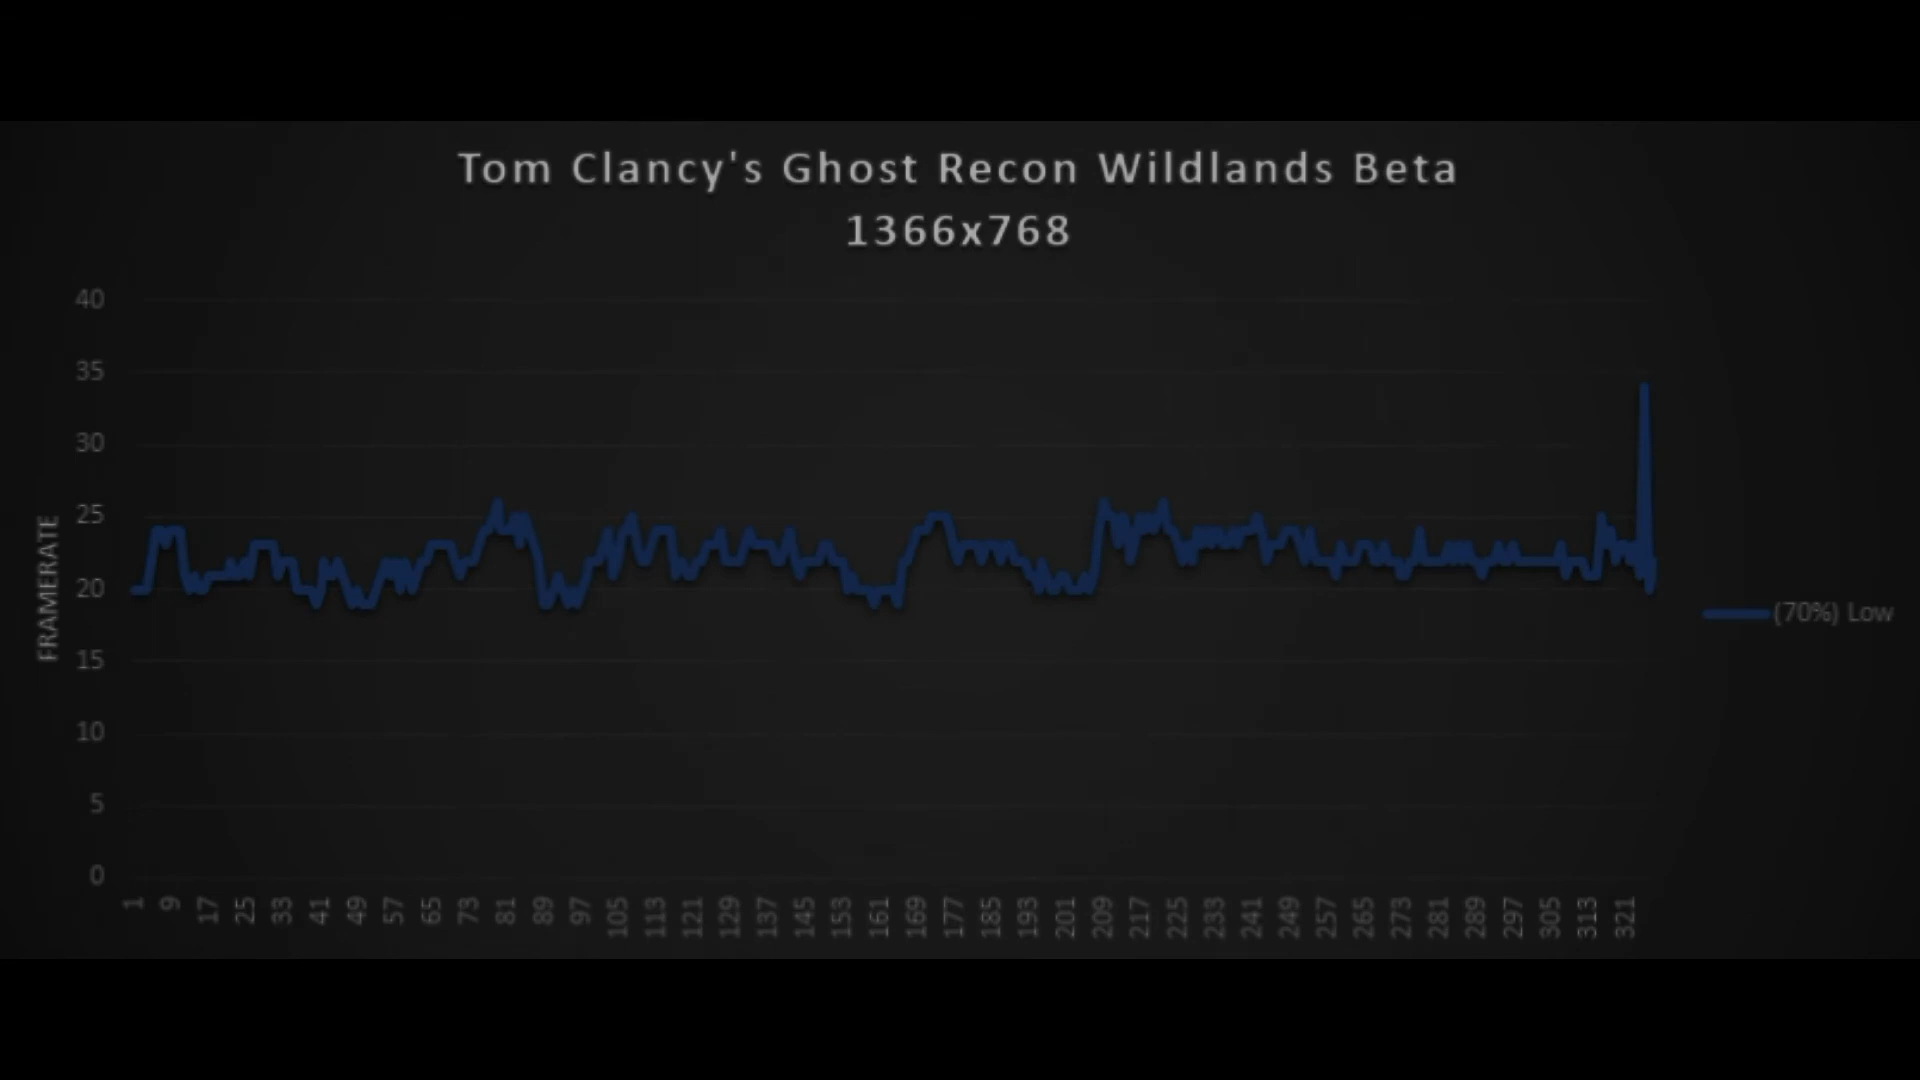 Tom Clancy's Ghost Recon Wildlands Beta
1366x768
40
35
30
25
20
15
10
5
0
FRAMERATE
1 9 17 25 33 41 49 57 65 73 81 89 97 105 113 121 129 137 145 153 161 169 177 185 193 201 209 217 225 233 241 249 257 265 273 281 289 297 305 313 321
(70%) Low